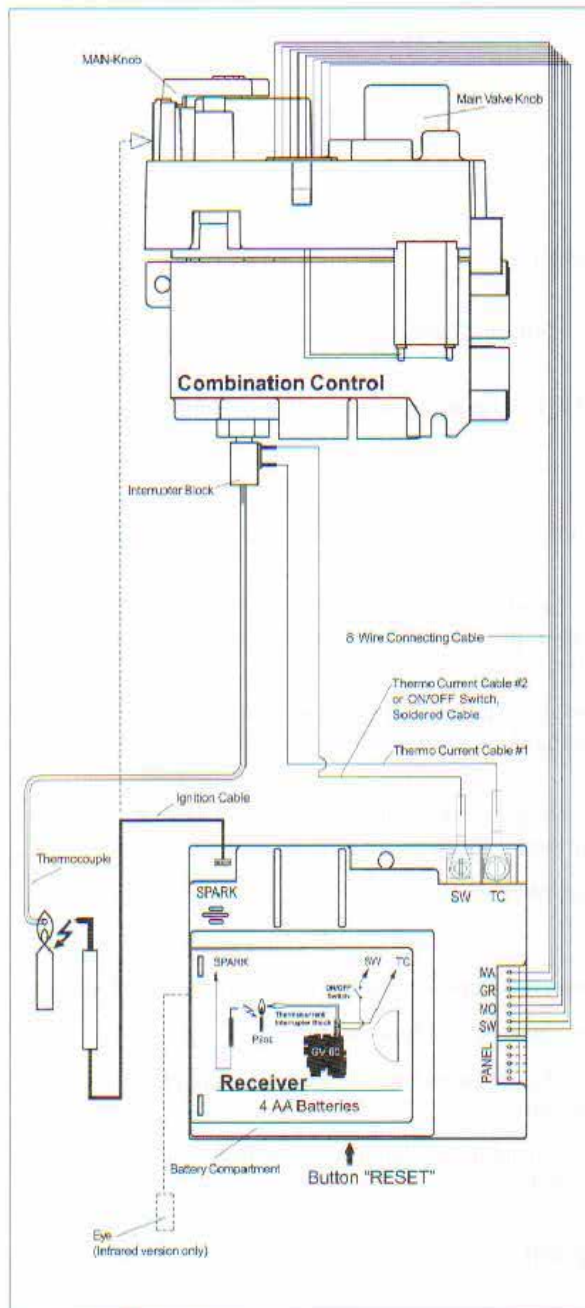 MAN-Knob
Main Valve Knob
Combination Control
Interrupter Block
8 Wire Connecting Cable
Thermo Current Cable #2
or ON/OFF Switch,
Soldered Cable
Thermo Current Cable #1
Ignition Cable
Thermocouple
SPARK
SW TC
SPARK
SW TC
ON/OFF
Switch
Thermocurrent
Interrupter Block
Pilot
GV 60
MA
GR
MO
SW
PANEL
Receiver
4 AA Batteries
Battery Compartment
Button "RESET"
Eye
(Infrared version only)